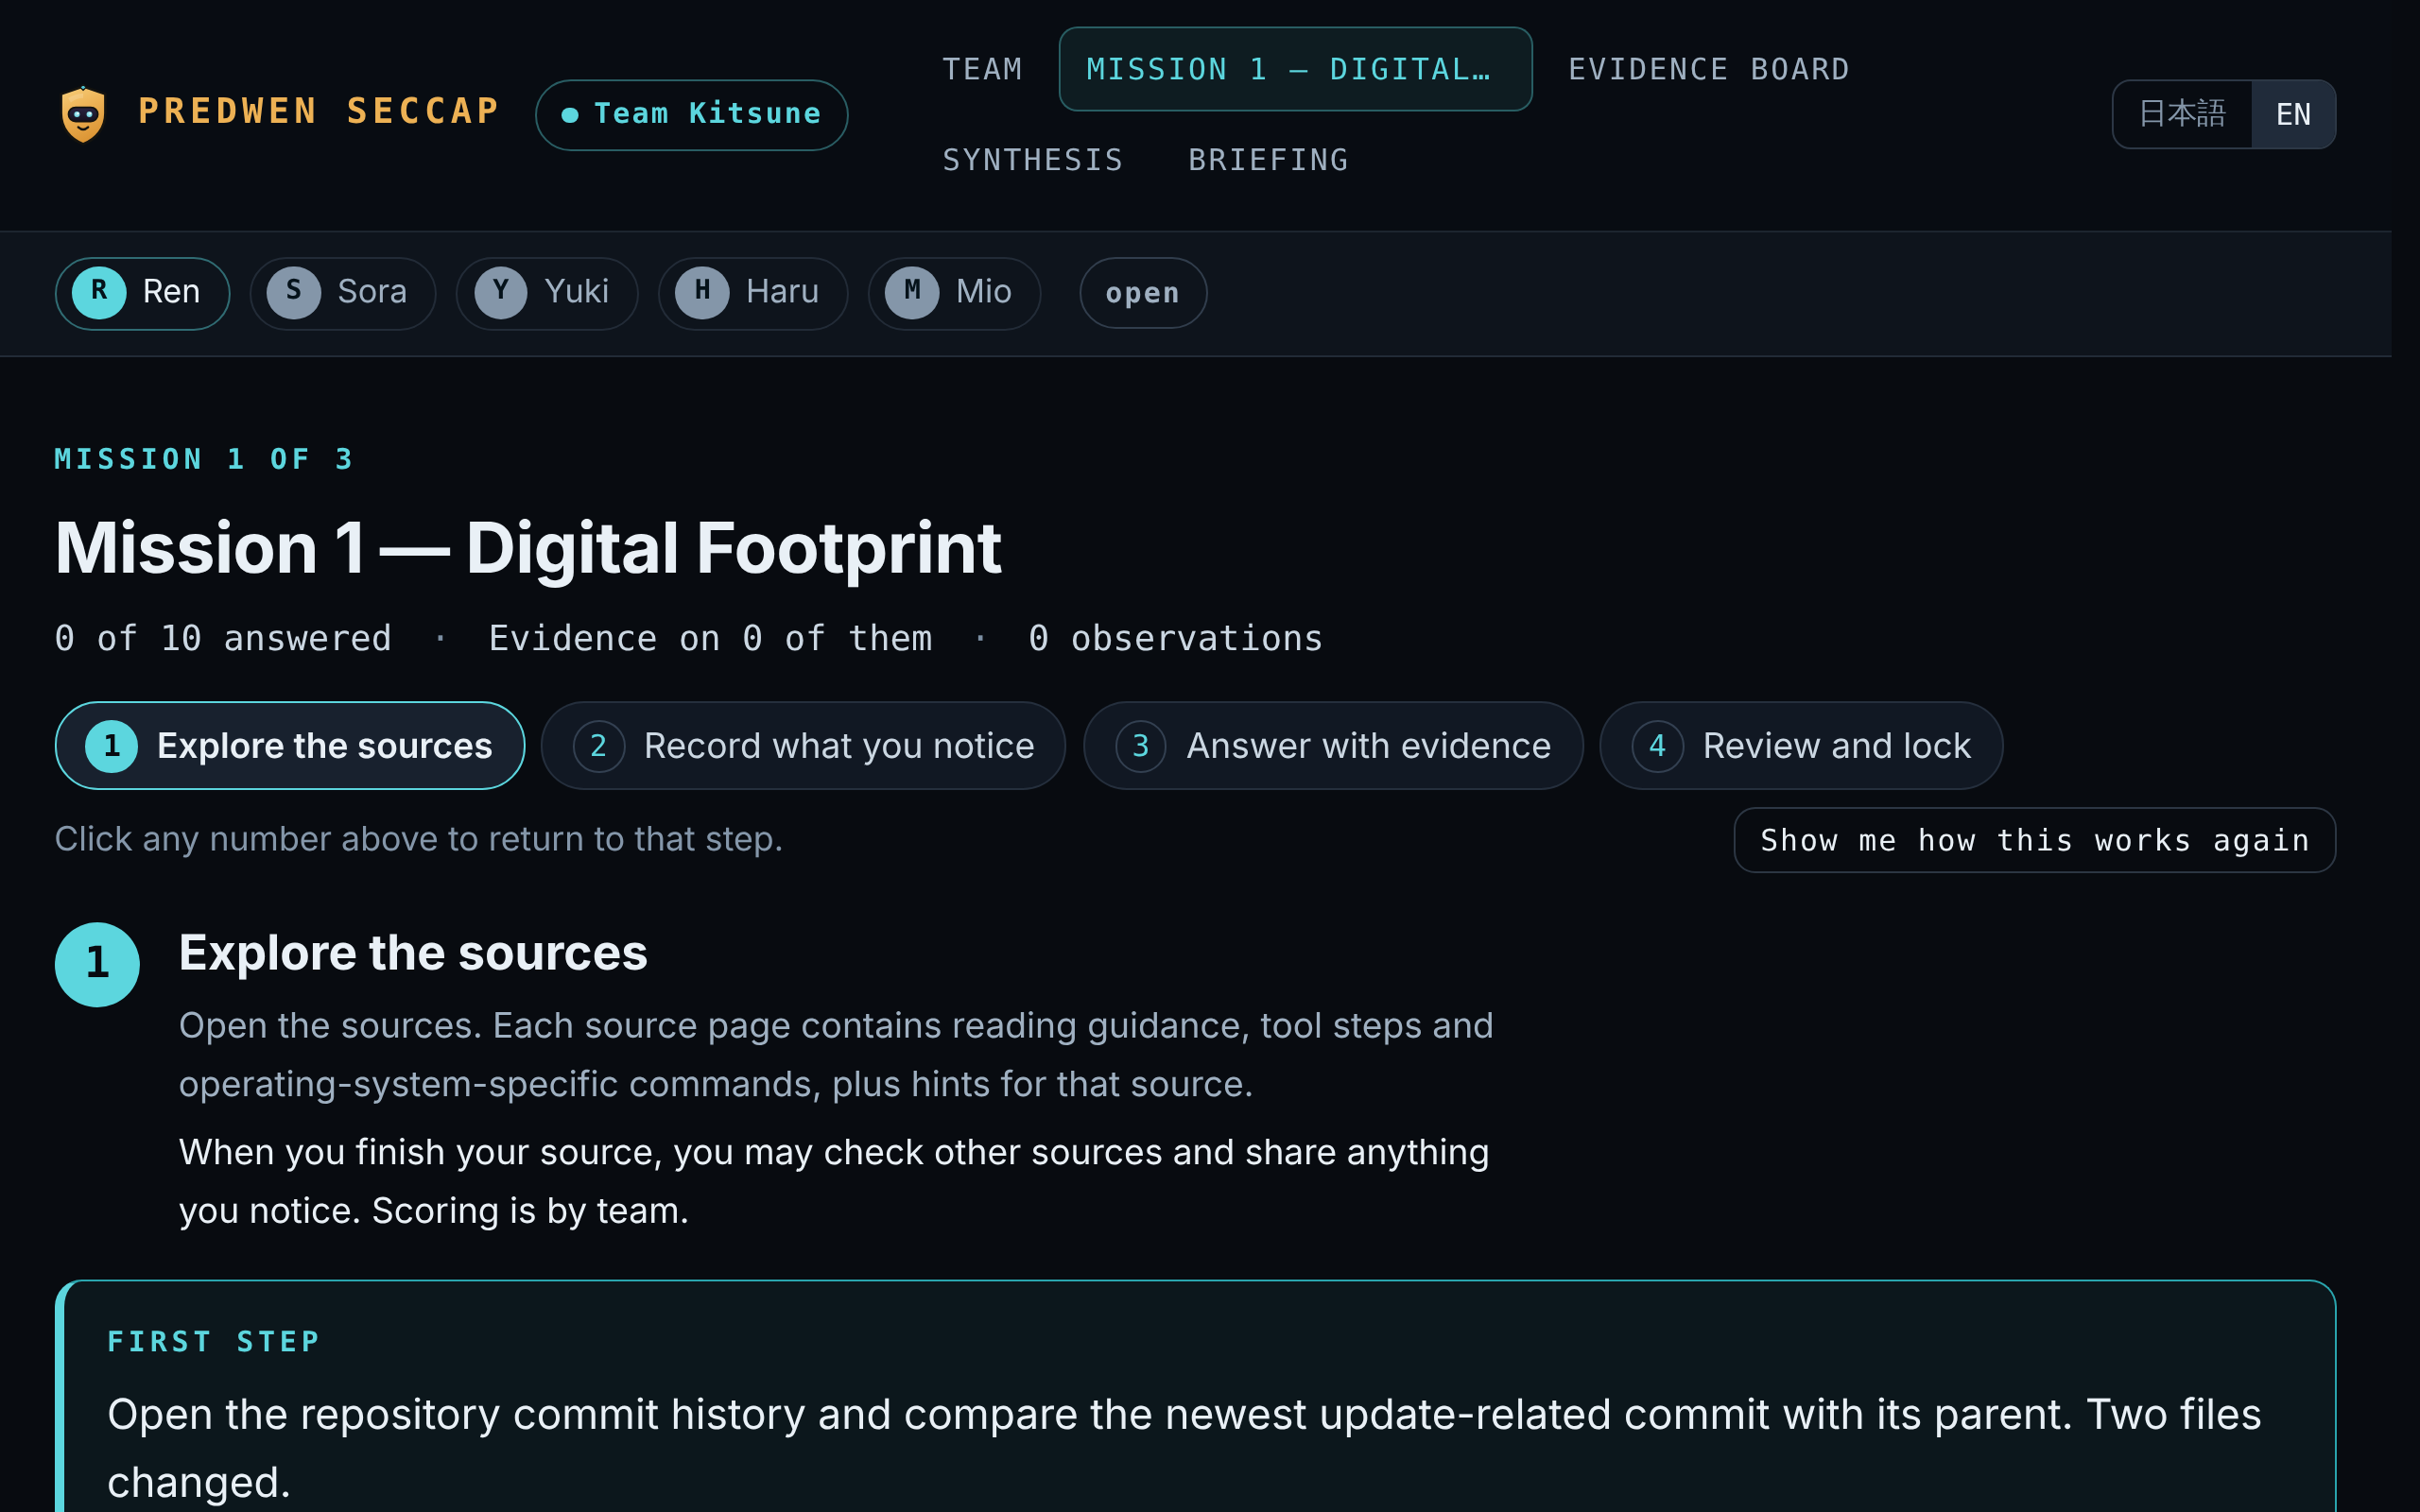 PREDWEN SECCAP
Team Kitsune
TEAM
MISSION 1 — DIGITAL…
EVIDENCE BOARD
SYNTHESIS
BRIEFING
日本語
EN
R Ren
S Sora
Y Yuki
H Haru
M Mio
open
MISSION 1 OF 3
Mission 1 — Digital Footprint
0 of 10 answered · Evidence on 0 of them · 0 observations
1 Explore the sources
2 Record what you notice
3 Answer with evidence
4 Review and lock
Click any number above to return to that step.
Show me how this works again
1 Explore the sources
Open the sources. Each source page contains reading guidance, tool steps and
operating-system-specific commands, plus hints for that source.
When you finish your source, you may check other sources and share anything
you notice. Scoring is by team.
FIRST STEP
Open the repository commit history and compare the newest update-related commit with its parent. Two files
changed.